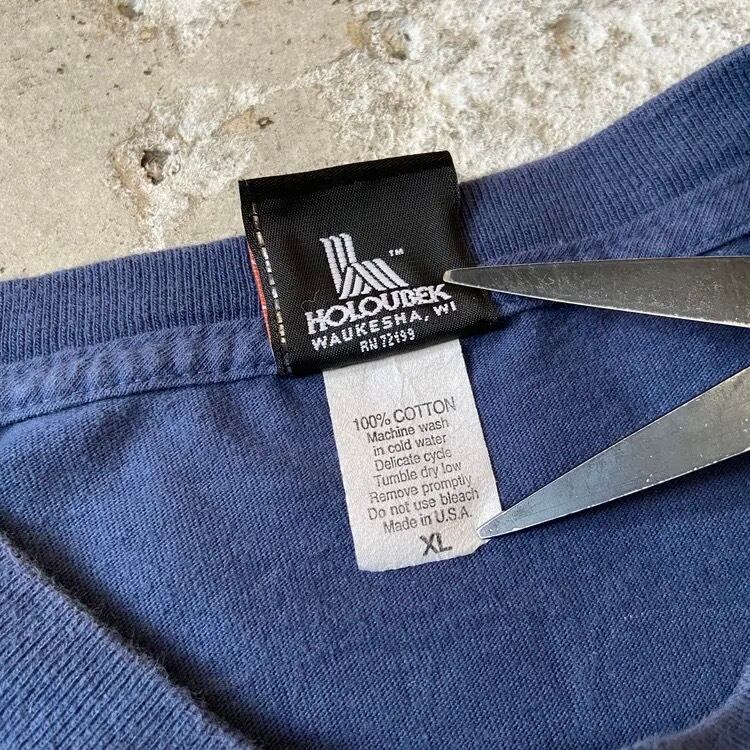 ™
HOLOUBEK
WAUKESHA, WI
RN 72199
100% COTTON
Machine wash
in cold water
Delicate cycle
Tumble dry low
Remove promptly
Do not use bleach
Made in U.S.A.
XL